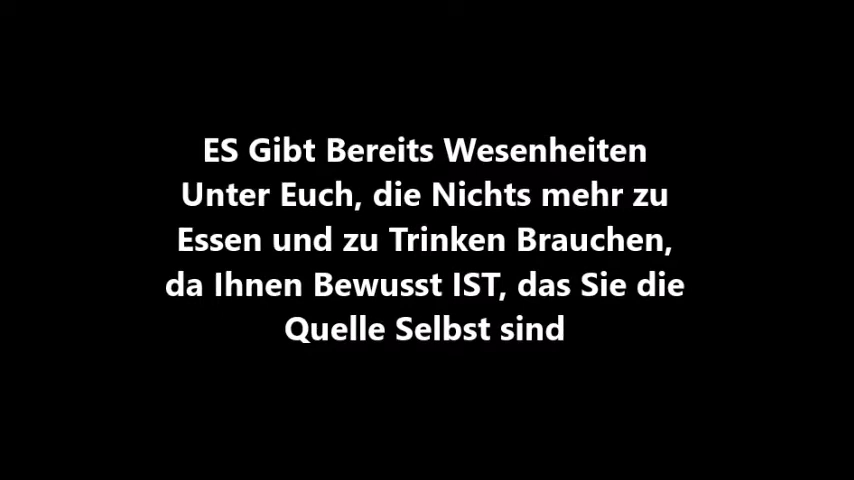 ES Gibt Bereits Wesenheiten
Unter Euch, die Nichts mehr zu
Essen und zu Trinken Brauchen,
da Ihnen Bewusst IST, das Sie die
Quelle Selbst sind